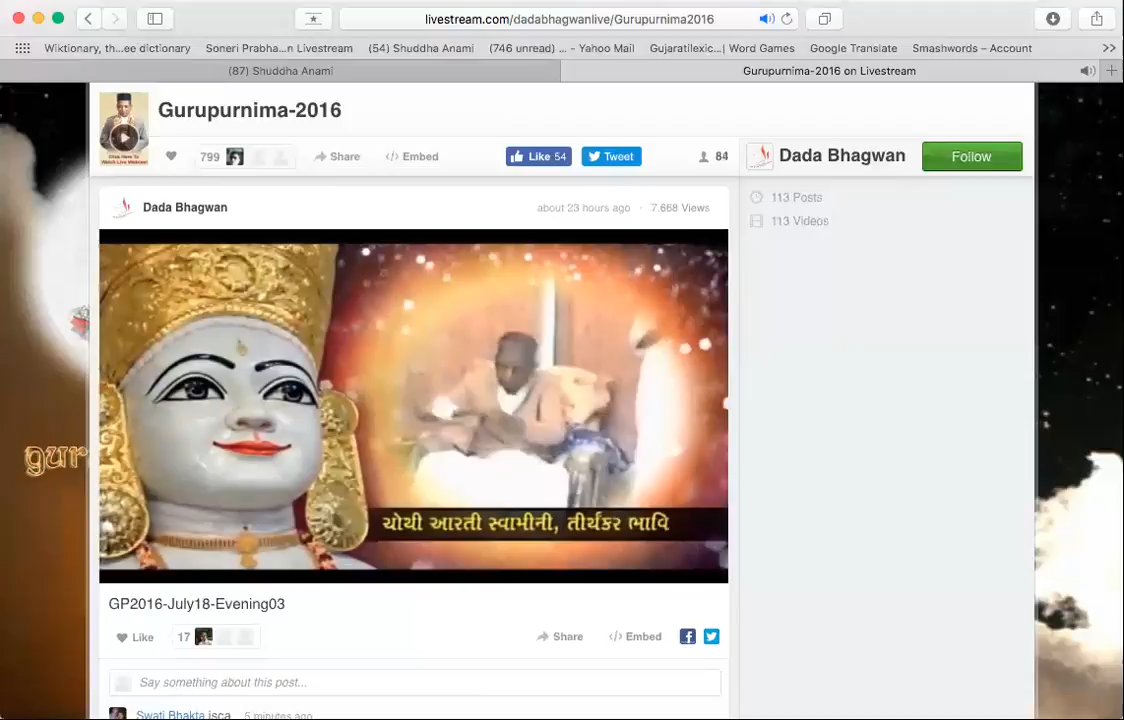 livestream.com/dadabhagwanlive/Gurupurnima2016
Wiktionary, th...ee dictionary
Soneri Prabha...n Livestream
(54) Shuddha Anami
(746 unread) ... - Yahoo Mail
Gujaratilexic...| Word Games
Google Translate
Smashwords – Account
(87) Shuddha Anami
Gurupurnima-2016 on Livestream
Gurupurnima-2016
799
Share
</> Embed
Like 54
Tweet
84
Dada Bhagwan
Follow
113 Posts
113 Videos
Dada Bhagwan
about 23 hours ago · 7,668 Views
ચોથી આરતી સ્વામીની, તીર્થંકર ભાવિ
GP2016-July18-Evening03
Like
17
Share
</> Embed
Say something about this post...
Swati Bhakta jsca
5 minutes ago
gur